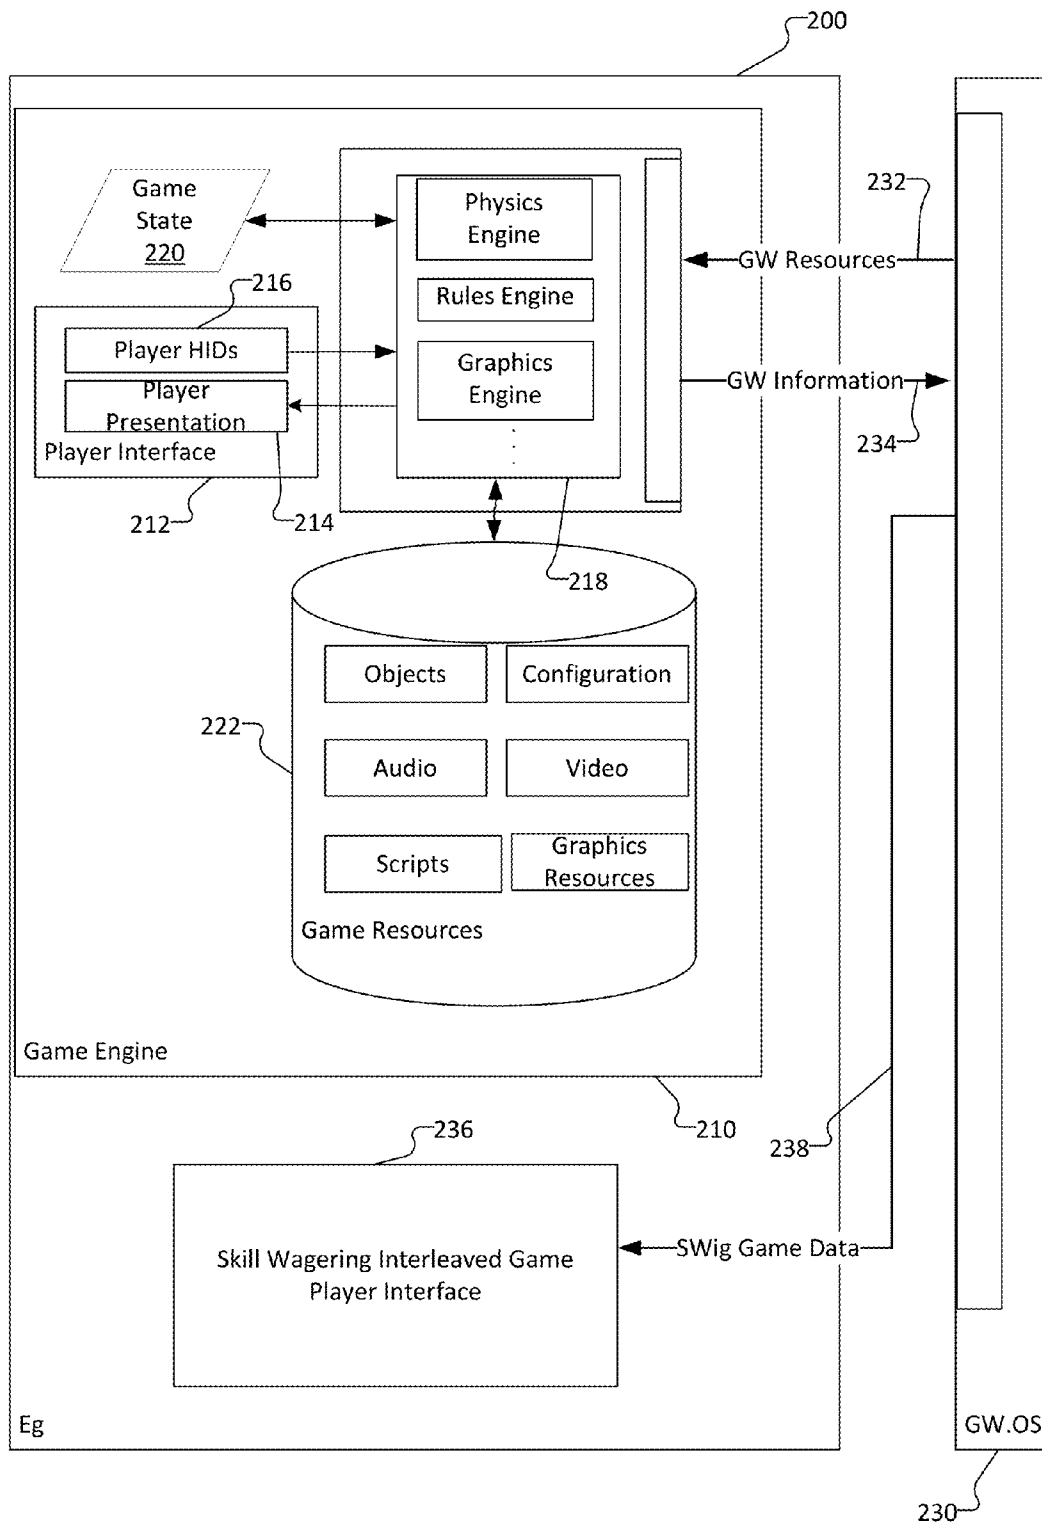 200
Game
State
220
Physics
Engine
232
GW Resources
216
Rules Engine
Player HIDs
Graphics
Engine
GW Information
Player
Presentation
Player Interface
234
212
214
218
Objects
Configuration
222
Audio
Video
Scripts
Graphics
Resources
Game Resources
Game Engine
210
236
238
SWig Game Data
Skill Wagering Interleaved Game
Player Interface
Eg
GW.OS
230